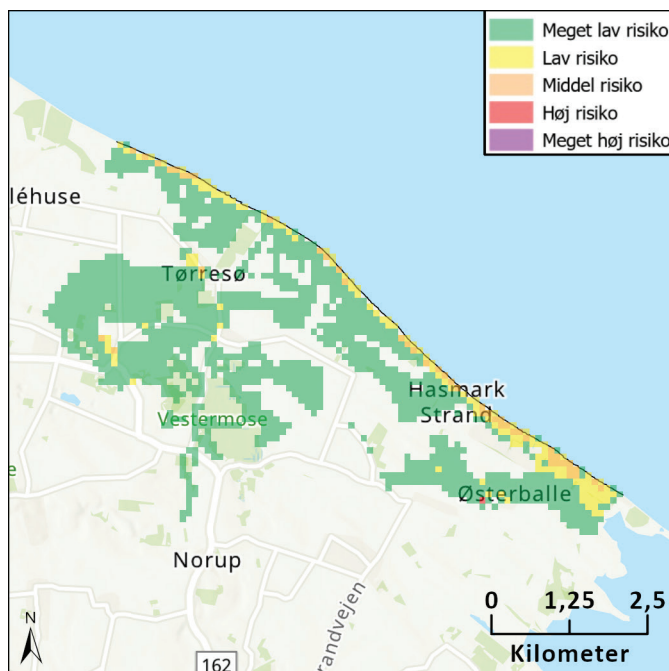 Meget lav risiko
Lav risiko
Middel risiko
Høj risiko
Meget høj risiko
léhuse
Tørresø
Hasmark
Strand
Vestermose
e
Østerballe
Norup
randvejen
162
N
0 1,25 2,5
Kilometer